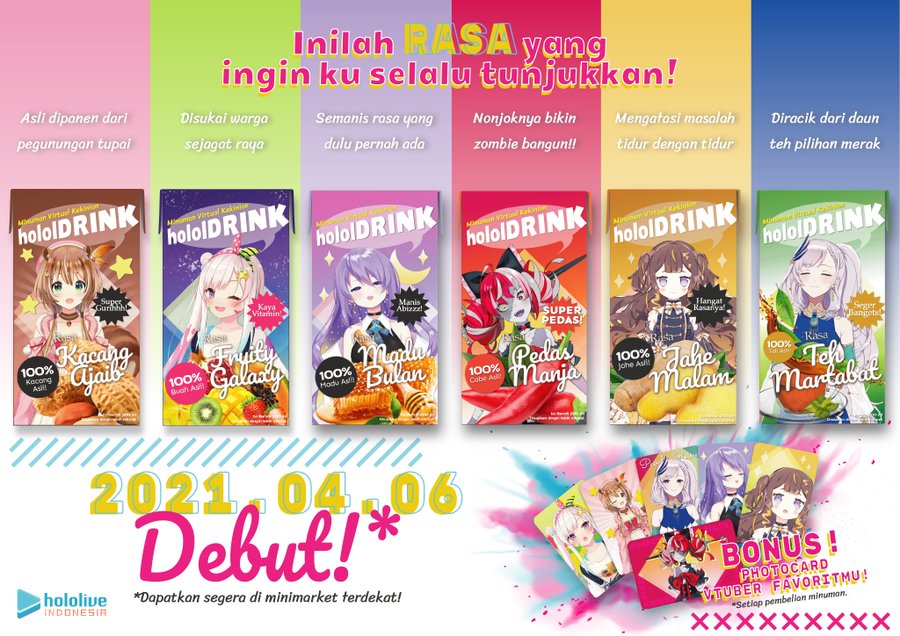 Inilah RASA yang
ingin ku selalu tunjukkan!
Asli diponen dari
pegunungan tupai
Disukai warga
sejagat raya
Semanis rasa yang
dulu pernah ada
Nonjoknya bikin
zombie bangun!!
Mengatasi masalah
tidur dengan tidur
Diracik dari daun
teh pilihan merak
Minuman Virtual Kekinian
holoIDRINK
Super
Gurihhh!
100%
Kacang
Asli!!
Rasa
Kacang
Ajaib
Minuman Virtual Kekinian
holoIDRINK
Kaya
Vitamin!
Rasa
Fruity
Galaxy
100%
Buah Asli!!
Minuman Virtual Kekinian
holoIDRINK
Manis
Abizzz!
Rasa
Madu
Bulan
100%
Madu Asli!!
Minuman Virtual Kekinian
holoIDRINK
SUPER
PEDAS!
Rasa
Pedas
Manja
100%
Cabe Asli!!
Minuman Virtual Kekinian
holoIDRINK
Hangat
Rasanya!
Rasa
Jahe
Malam
100%
Jahe Asli!!
Minuman Virtual Kekinian
holoIDRINK
Seger
Bangets!
Rasa
Teh
Martabat
100%
Teh Asli!!
2021.04.06
Debut!*
*Dapatkan segera di minimarket terdekat!
BONUS!
PHOTOCARD
VTUBER FAVORITMU!
*Setiap pembelian minuman.
hololive
INDONESIA